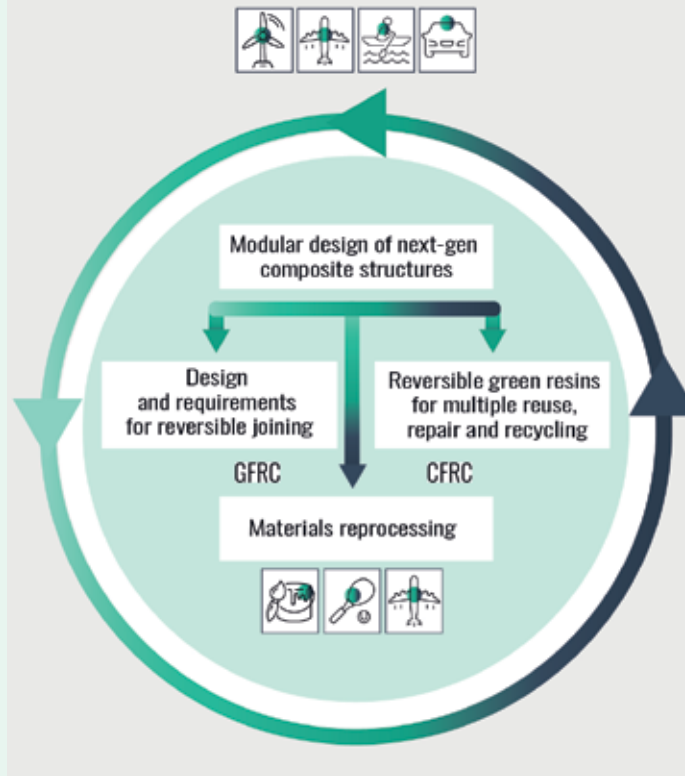 Modular design of next-gen
composite structures
Design
and requirements
for reversible joining
Reversible green resins
for multiple reuse,
repair and recycling
GFRC
CFRC
Materials reprocessing